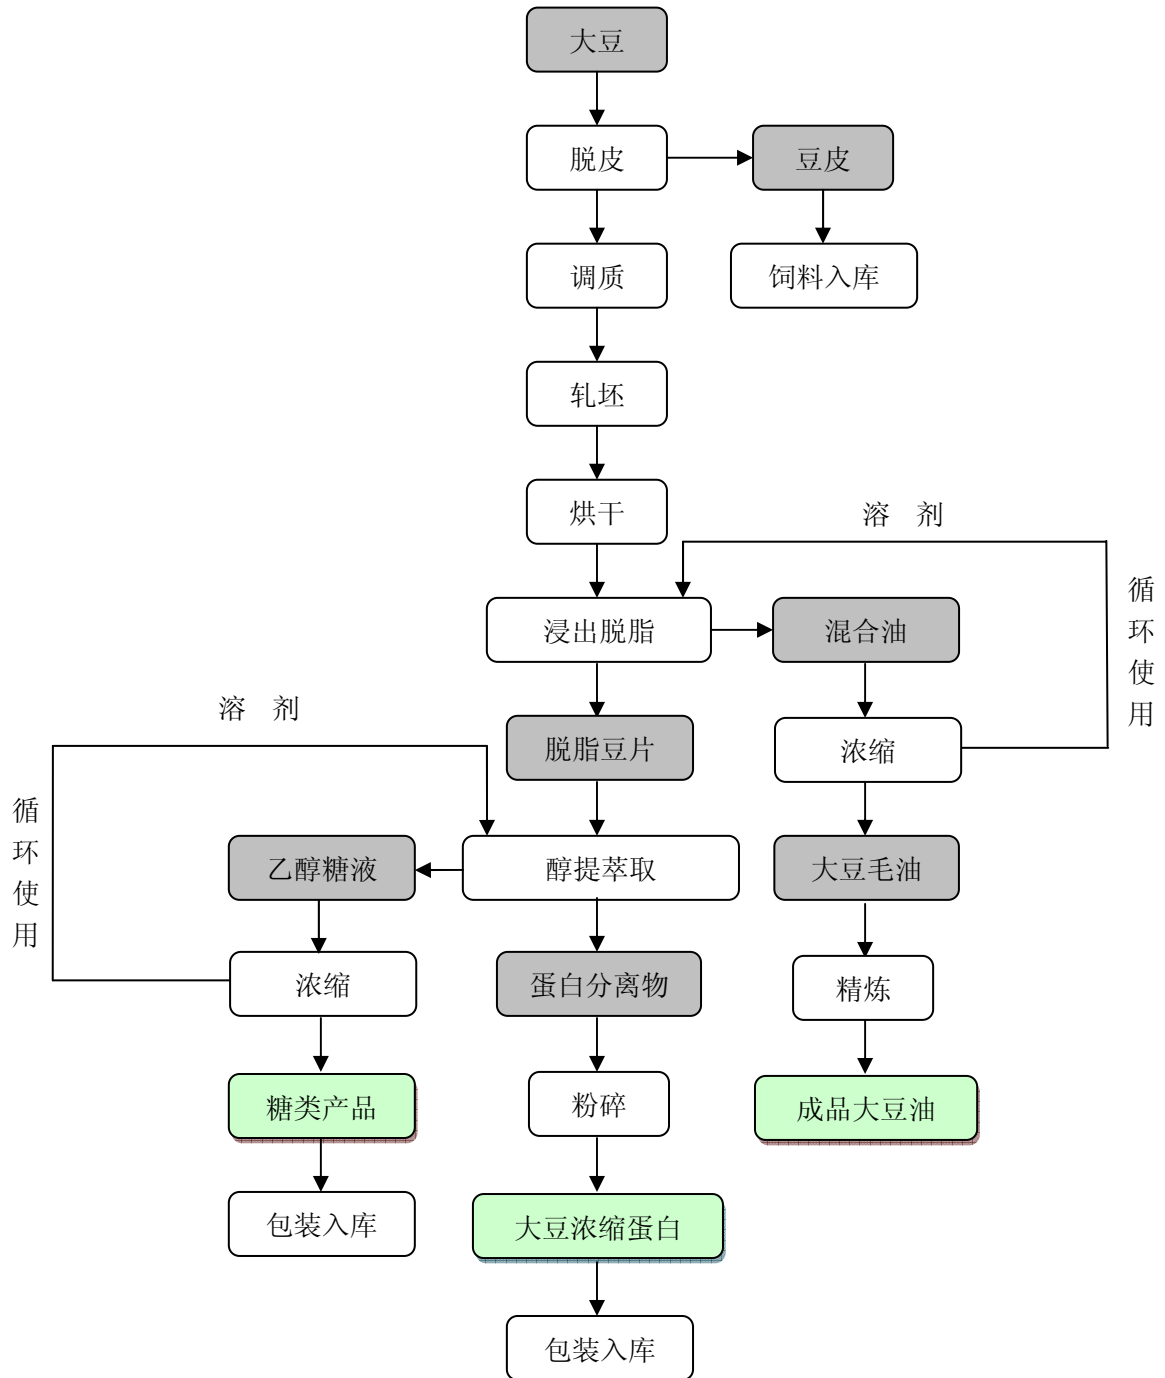 大豆
脱皮
豆皮
调质
饲料入库
轧坯
烘干
溶 剂
循环使用
浸出脱脂
混合油
溶 剂
脱脂豆片
浓缩
循环使用
乙醇糖液
醇提萃取
大豆毛油
浓缩
蛋白分离物
精炼
糖类产品
粉碎
成品大豆油
包装入库
大豆浓缩蛋白
包装入库